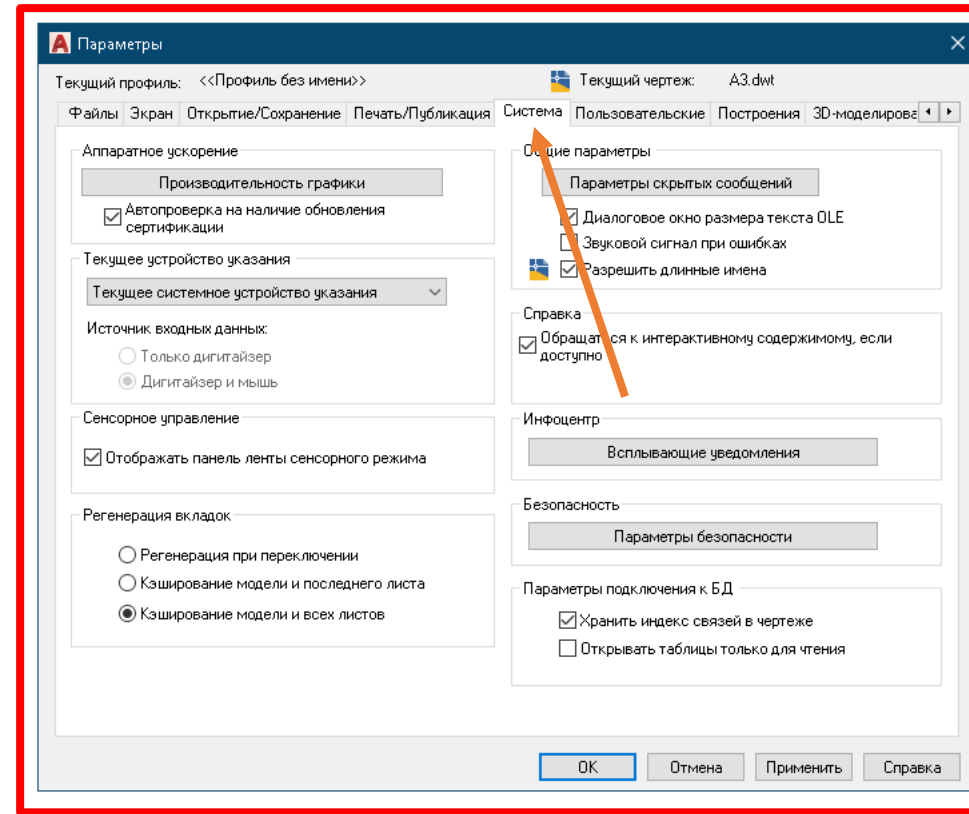 Параметры
Текущий профиль: <<Профиль без имени>> Текущий чертеж: A3.dwt
Файлы Экран Открытие/Сохранение Печать/Публикация Система Пользовательские Построения 3D-моделирова
Аппаратное ускорение
Производительность графики
Автопроверка на наличие обновления
сертификации
Текущее устройство указания
Текущее системное устройство указания
Источник входных данных:
Только дигитайзер
Дигитайзер и мышь
Сенсорное управление
Отображать панель ленты сенсорного режима
Регенерация вкладок
Регенерация при переключении
Кэширование модели и последнего листа
Кэширование модели и всех листов
Общие параметры
Параметры скрытых сообщений
Диалоговое окно размера текста OLE
Звуковой сигнал при ошибках
Разрешить длинные имена
Справка
Обращаться к интерактивному содержимому, если
доступно
Инфоцентр
Всплывающие уведомления
Безопасность
Параметры безопасности
Параметры подключения к БД
Хранить индекс связей в чертеже
Открывать таблицы только для чтения
OK Отмена Применить Справка